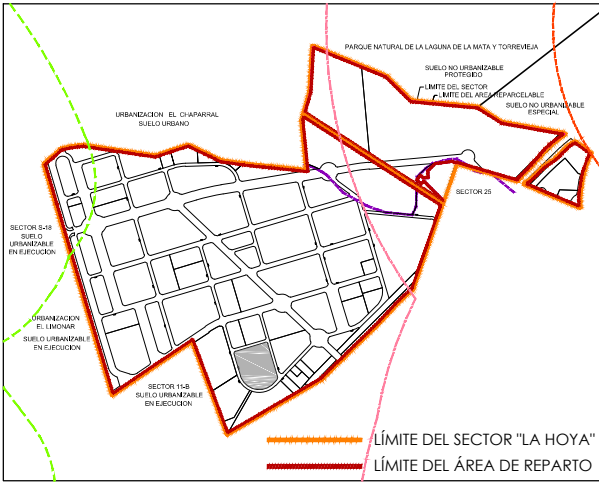 PARQUE NATURAL DE LA LAGUNA DE LA MATA Y TORREVIEJA
SUELO NO URBANIZABLE
PROTEGIDO
LIMITE DEL SECTOR
LIMITE DEL AREA REPARCELABLE
SUELO NO URBANIZABLE
ESPECIAL
URBANIZACION EL CHAPARRAL
SUELO URBANO
SECTOR 25
SECTOR S-18
SUELO
URBANIZABLE
EN EJECUCION
URBANIZACION
EL LIMONAR
SUELO URBANIZABLE
EN EJECUCION
SECTOR 11-B
SUELO URBANIZABLE
EN EJECUCION
LÍMITE DEL SECTOR "LA HOYA"
LÍMITE DEL ÁREA DE REPARTO